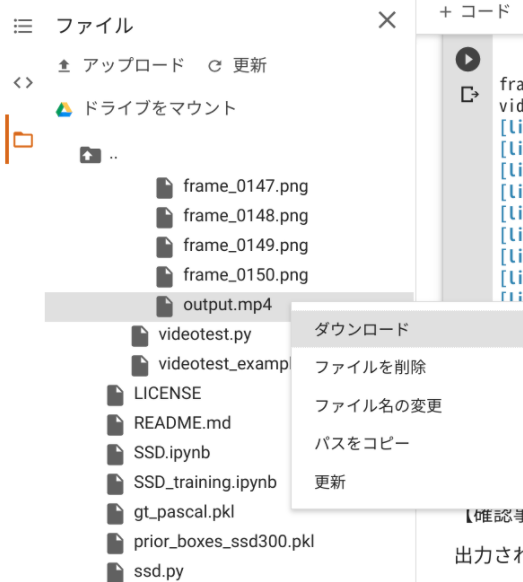 ファイル
アップロード 更新
ドライブをマウント
..
frame_0147.png
frame_0148.png
frame_0149.png
frame_0150.png
output.mp4
videotest.py
videotest_exampl
LICENSE
README.md
SSD.ipynb
SSD_training.ipynb
gt_pascal.pkl
prior_boxes_ssd300.pkl
ssd.py
ダウンロード
ファイルを削除
ファイル名の変更
パスをコピー
更新
+ コード
fra
vid
[li
[li
[li
[li
[li
[li
[li
[li
[li
【確認事
出力され